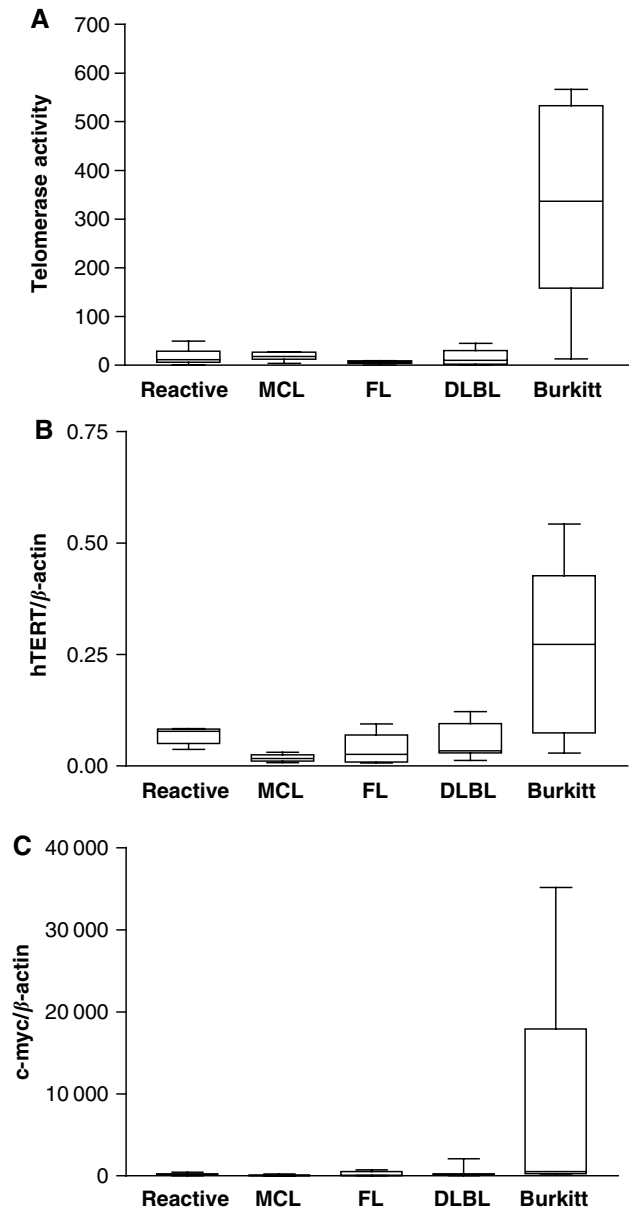 A
Telomerase activity
700
600
500
400
300
200
100
0
Reactive MCL FL DLBL Burkitt
B
hTERT/β-actin
0.75
0.50
0.25
0.00
Reactive MCL FL DLBL Burkitt
C
c-myc/β-actin
40 000
30 000
20 000
10 000
0
Reactive MCL FL DLBL Burkitt